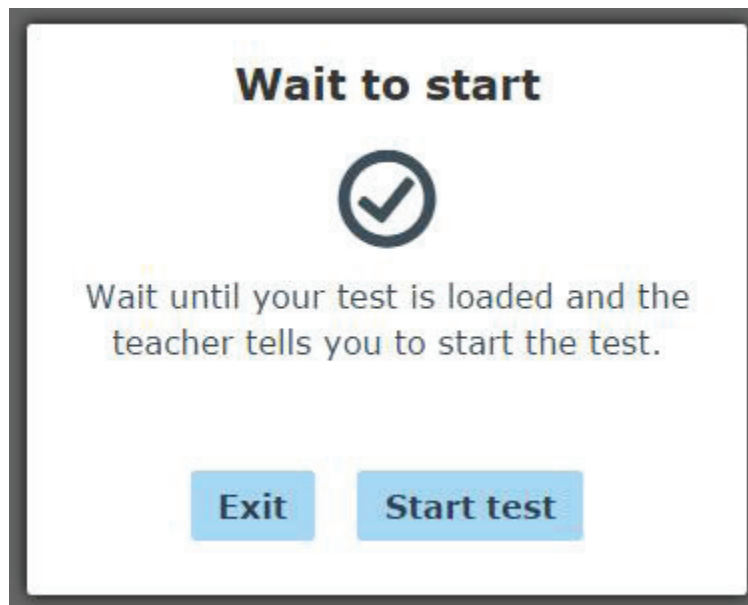 Wait to start
Wait until your test is loaded and the
teacher tells you to start the test.
Exit
Start test